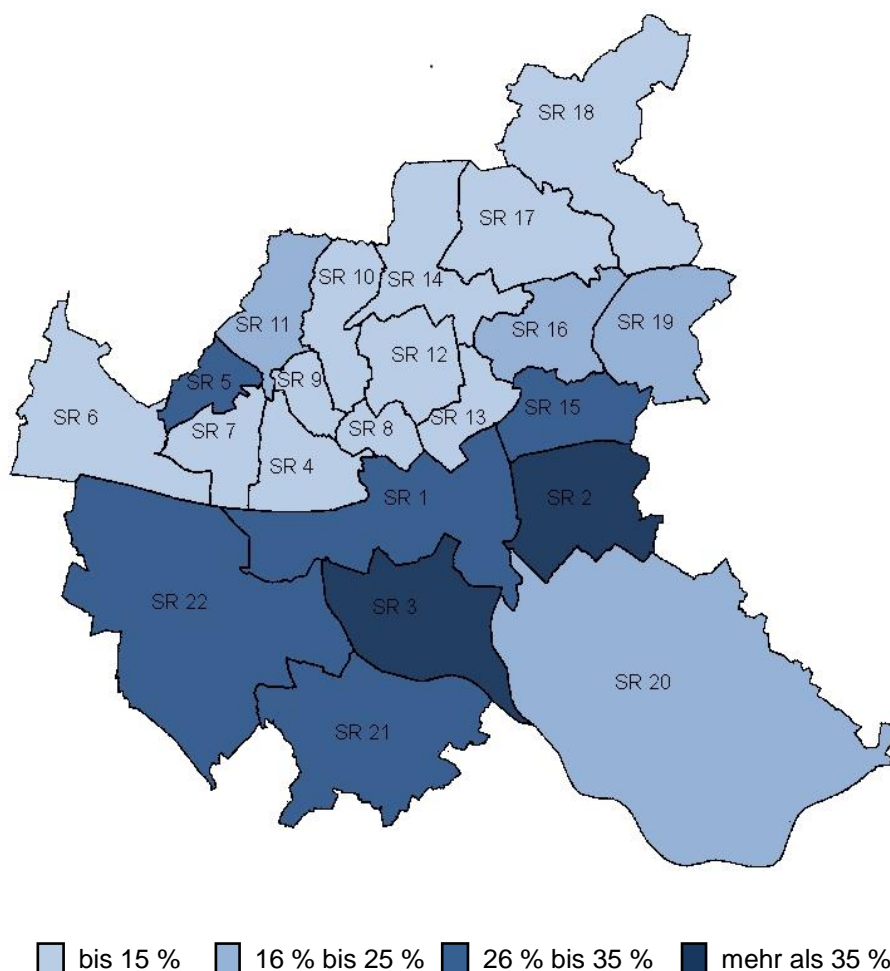 SR 18
SR 17
SR 10
SR 14
SR 11
SR 16
SR 19
SR 12
SR 9
SR 5
SR 15
SR 6
SR 7
SR 8
SR 13
SR 4
SR 1
SR 2
SR 22
SR 3
SR 20
SR 21
bis 15 % 16 % bis 25 % 26 % bis 35 % mehr als 35 %